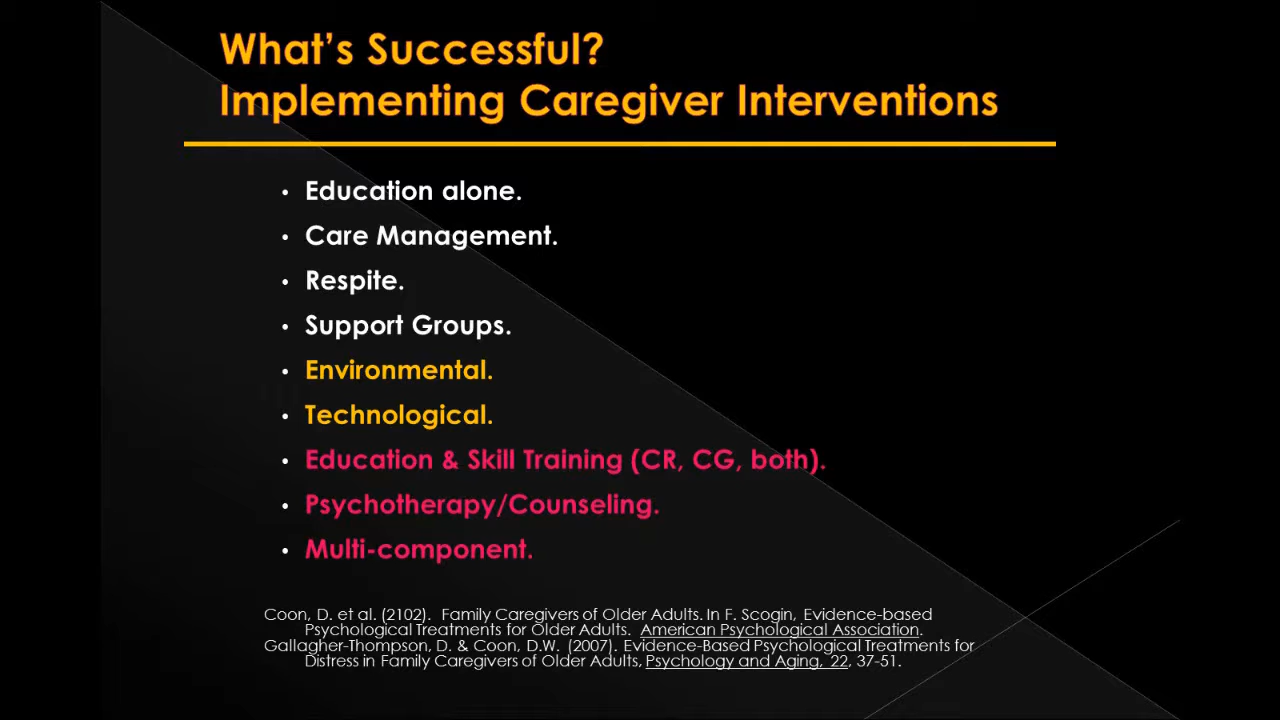 What’s Successful?
Implementing Caregiver Interventions
• Education alone.
• Care Management.
• Respite.
• Support Groups.
• Environmental.
• Technological.
• Education & Skill Training (CR, CG, both).
• Psychotherapy/Counseling.
• Multi-component.
Coon, D. et al. (2102). Family Caregivers of Older Adults. In F. Scogin, Evidence-based
Psychological Treatments for Older Adults. American Psychological Association.
Gallagher-Thompson, D. & Coon, D.W. (2007). Evidence-Based Psychological Treatments for
Distress in Family Caregivers of Older Adults, Psychology and Aging, 22, 37-51.